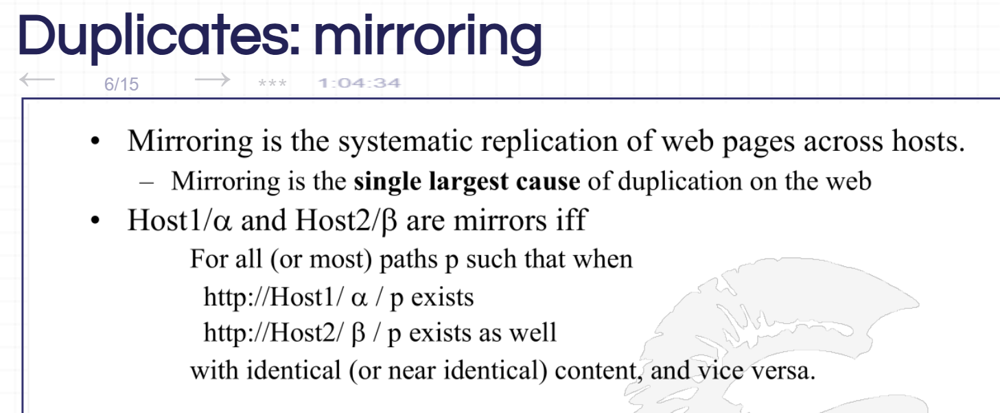 Duplicates: mirroring
← 6/15 → *** 1:04:34
• Mirroring is the systematic replication of web pages across hosts.
– Mirroring is the single largest cause of duplication on the web
• Host1/α and Host2/β are mirrors iff
For all (or most) paths p such that when
http://Host1/ α / p exists
http://Host2/ β / p exists as well
with identical (or near identical) content, and vice versa.